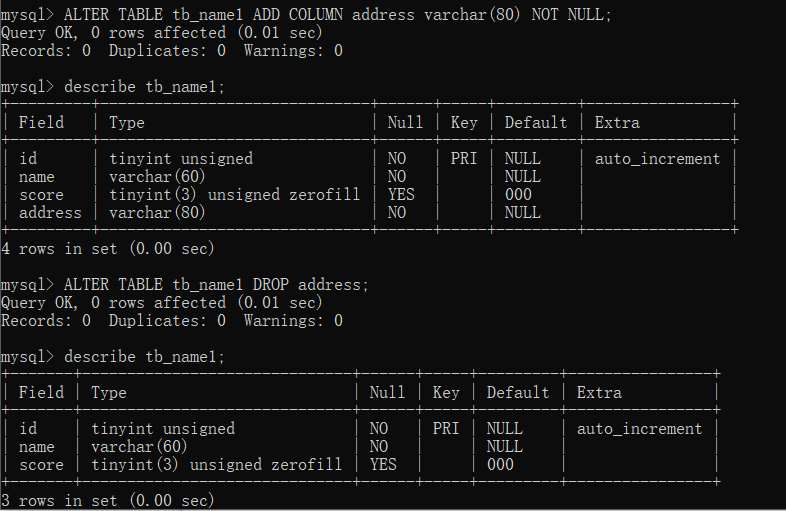 mysql> ALTER TABLE tb_name1 ADD COLUMN address varchar(80) NOT NULL;
Query OK, 0 rows affected (0.01 sec)
Records: 0  Duplicates: 0  Warnings: 0

mysql> describe tb_name1;
+---------+------------------------------+------+-----+---------+----------------+
| Field   | Type                         | Null | Key | Default | Extra          |
+---------+------------------------------+------+-----+---------+----------------+
| id      | tinyint unsigned             | NO   | PRI | NULL    | auto_increment |
| name    | varchar(60)                  | NO   |     | NULL    |                |
| score   | tinyint(3) unsigned zerofill | YES  |     | 000     |                |
| address | varchar(80)                  | NO   |     | NULL    |                |
+---------+------------------------------+------+-----+---------+----------------+
4 rows in set (0.00 sec)

mysql> ALTER TABLE tb_name1 DROP address;
Query OK, 0 rows affected (0.01 sec)
Records: 0  Duplicates: 0  Warnings: 0

mysql> describe tb_name1;
+-------+------------------------------+------+-----+---------+----------------+
| Field | Type                         | Null | Key | Default | Extra          |
+-------+------------------------------+------+-----+---------+----------------+
| id    | tinyint unsigned             | NO   | PRI | NULL    | auto_increment |
| name  | varchar(60)                  | NO   |     | NULL    |                |
| score | tinyint(3) unsigned zerofill | YES  |     | 000     |                |
+-------+------------------------------+------+-----+---------+----------------+
3 rows in set (0.00 sec)